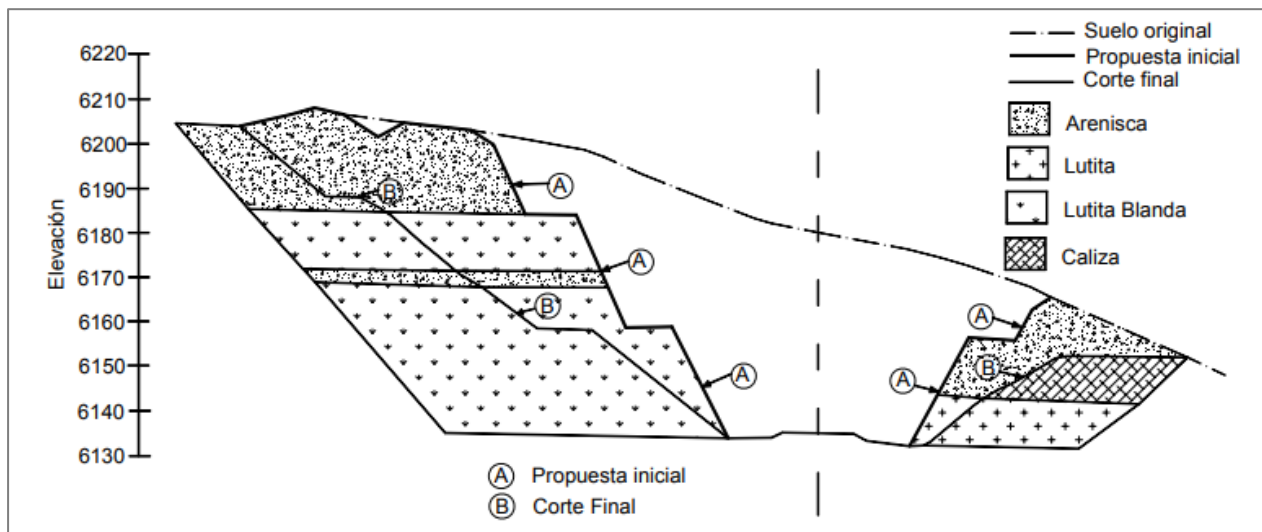 Suelo original
Propuesta inicial
Corte final
Arenisca
Lutita
Lutita Blanda
Caliza
Elevación
6220
6210
6200
6190
6180
6170
6160
6150
6140
6130
A
B
A
B
A
A
B
A
A Propuesta inicial
B Corte Final